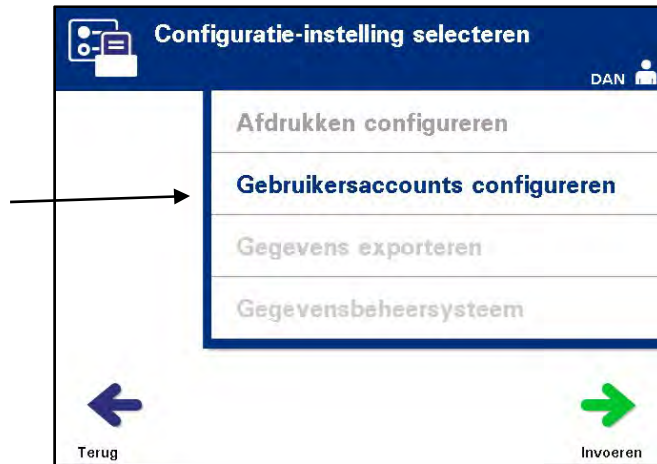 Configuratie-instelling selecteren
DAN
Afdrukken configureren
Gebruikersaccounts configureren
Gegevens exporteren
Gegevensbeheersysteem
Terug
Invoeren